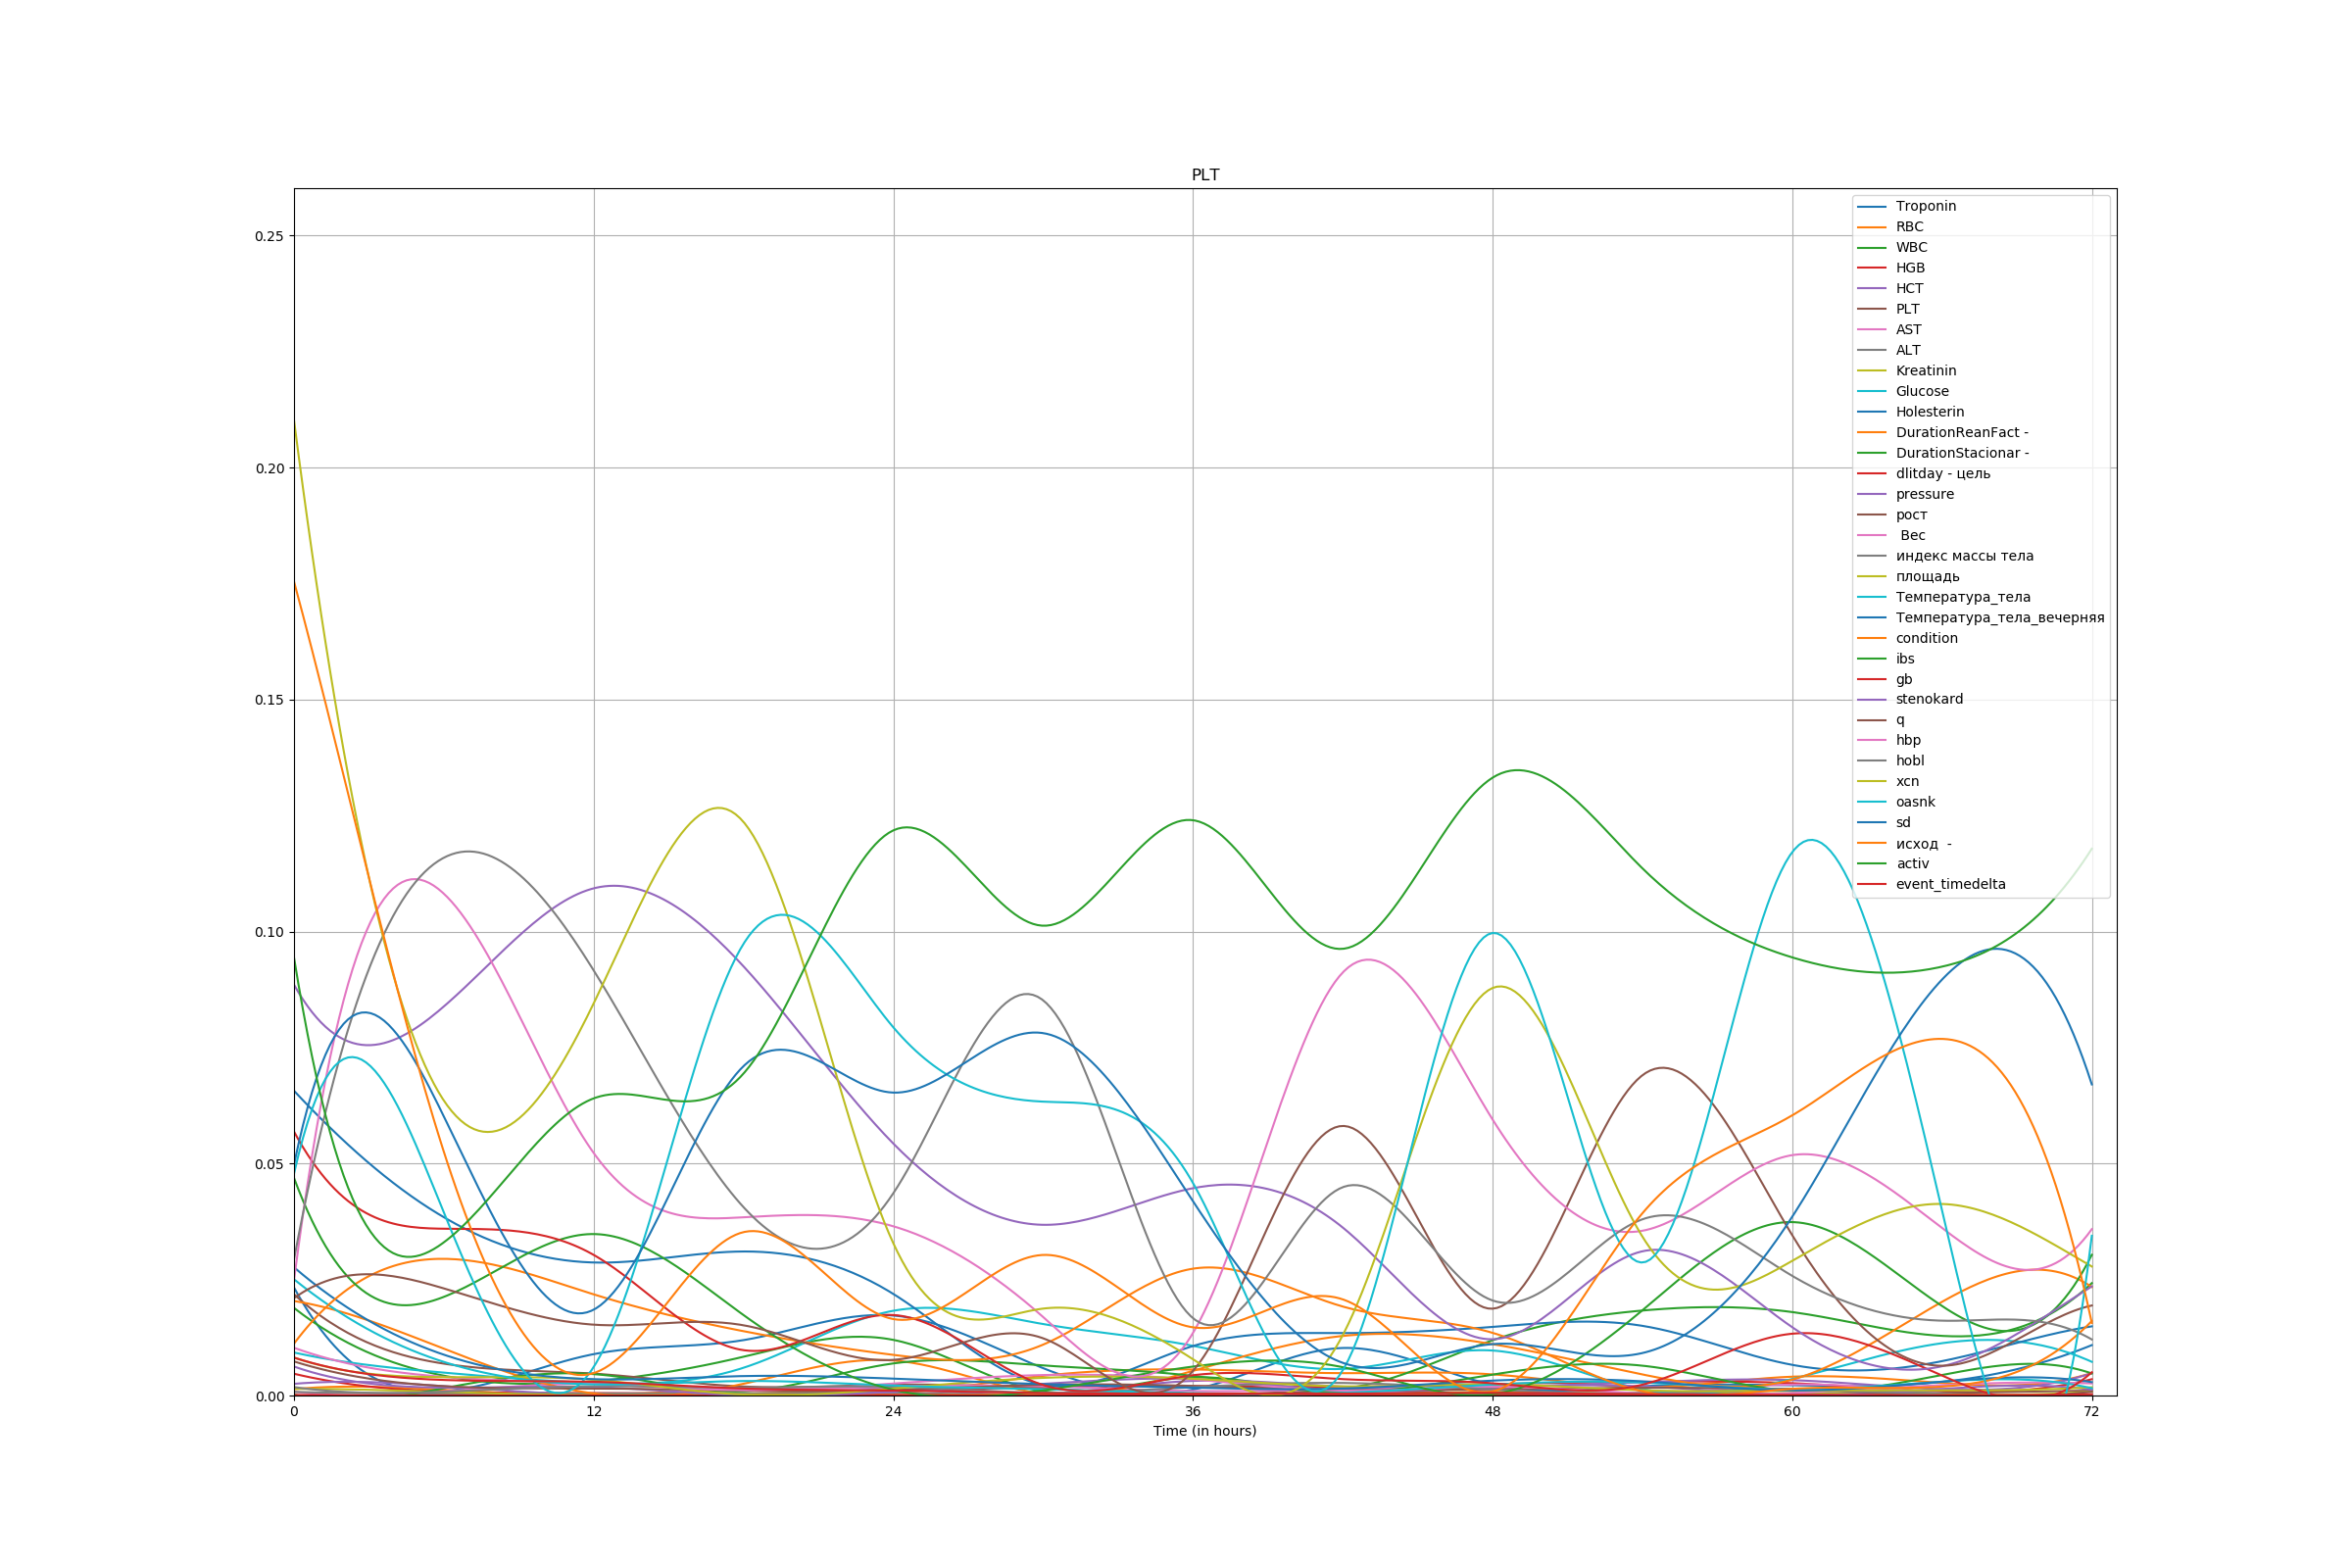 PLT
0.25
0.20
0.15
0.10
0.05
0.00
0 12 24 36 48 60 72
Time (in hours)
Troponin
RBC
WBC
HGB
HCT
PLT
AST
ALT
Kreatinin
Glucose
Holesterin
DurationReanFact -
DurationStacionar -
dlitday - цель
pressure
рост
Вес
индекс массы тела
площадь
Температура_тела
Температура_тела_вечерняя
condition
ibs
gb
stenokard
q
hbp
hobl
xcn
oasnk
sd
исход  -
activ
event_timedelta